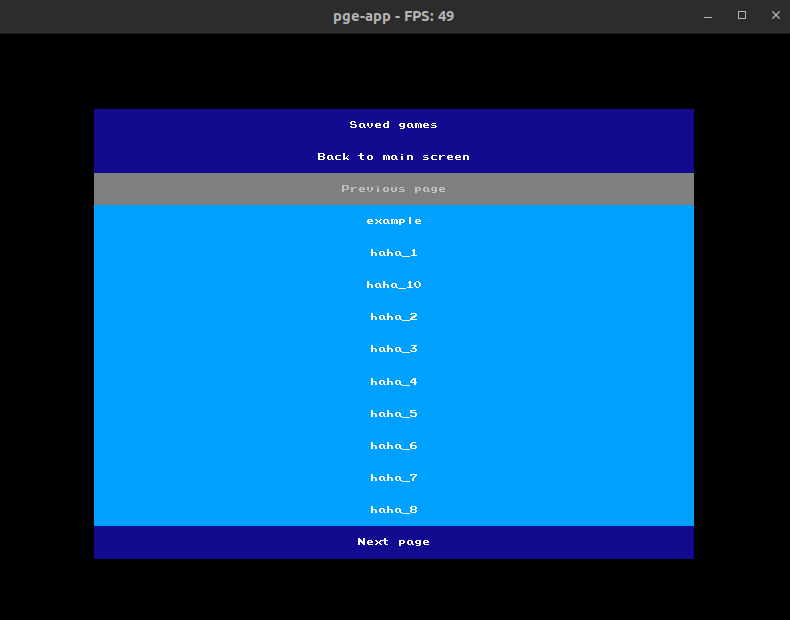 pge-app - FPS: 49
Saved games
Back to main screen
Previous page
example
haha_1
haha_10
haha_2
haha_3
haha_4
haha_5
haha_6
haha_7
haha_8
Next page